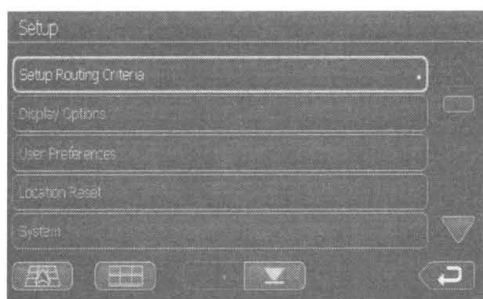 Setup
Setup Routing Criteria
Display Options
User Preferences
Location Reset
System